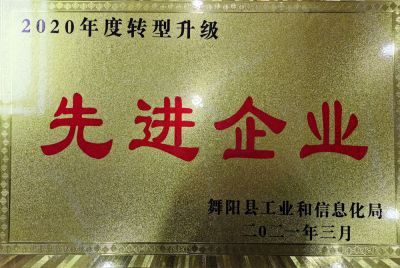 2020年度转型升级
先进企业
舞阳县工业和信息化局
二〇二一年三月